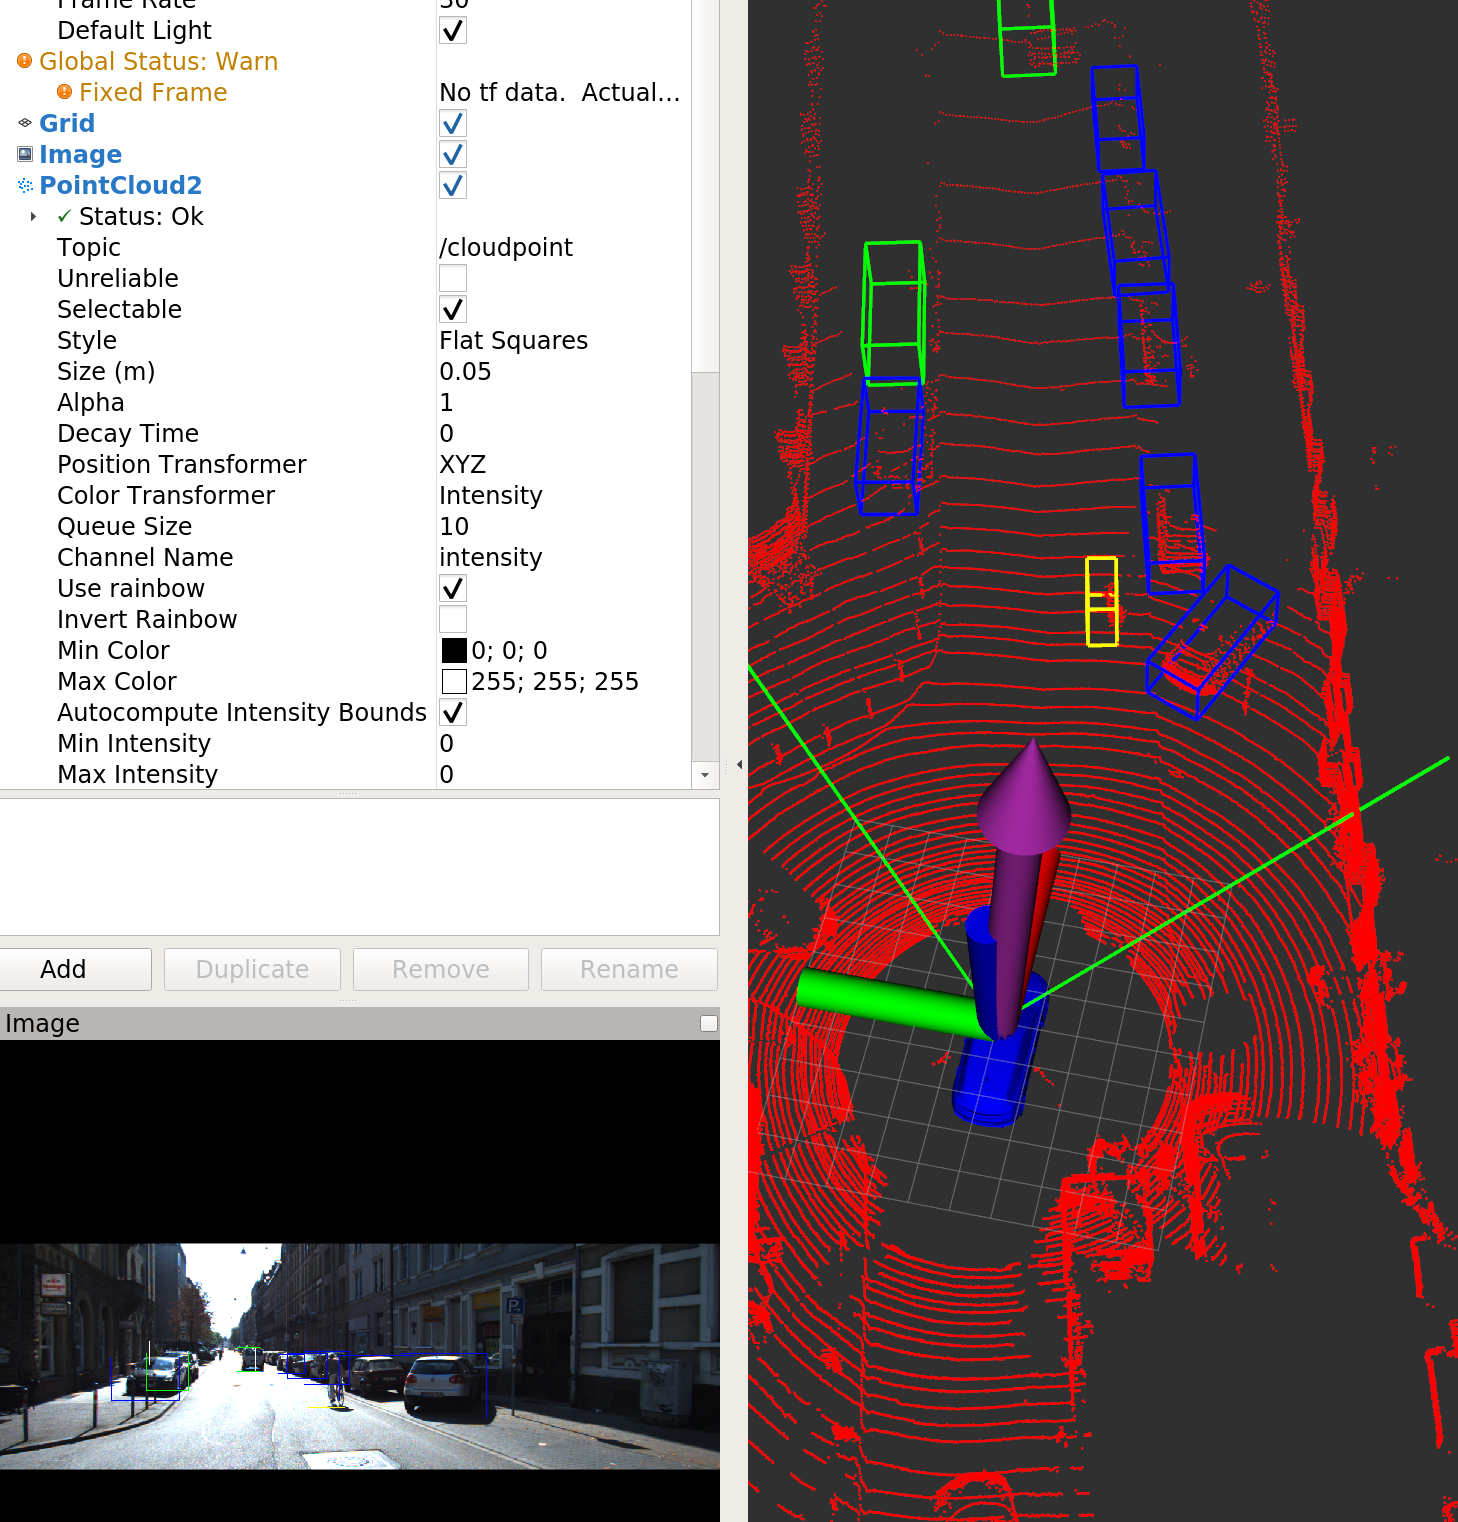 Frame Rate 30
Default Light
Global Status: Warn
Fixed Frame No tf data.  Actual...
Grid
Image
PointCloud2
Status: Ok
Topic /cloudpoint
Unreliable
Selectable
Style Flat Squares
Size (m) 0.05
Alpha 1
Decay Time 0
Position Transformer XYZ
Color Transformer Intensity
Queue Size 10
Channel Name intensity
Use rainbow
Invert Rainbow
Min Color 0; 0; 0
Max Color 255; 255; 255
Autocompute Intensity Bounds
Min Intensity 0
Max Intensity 0
Add Duplicate Remove Rename
Image
P